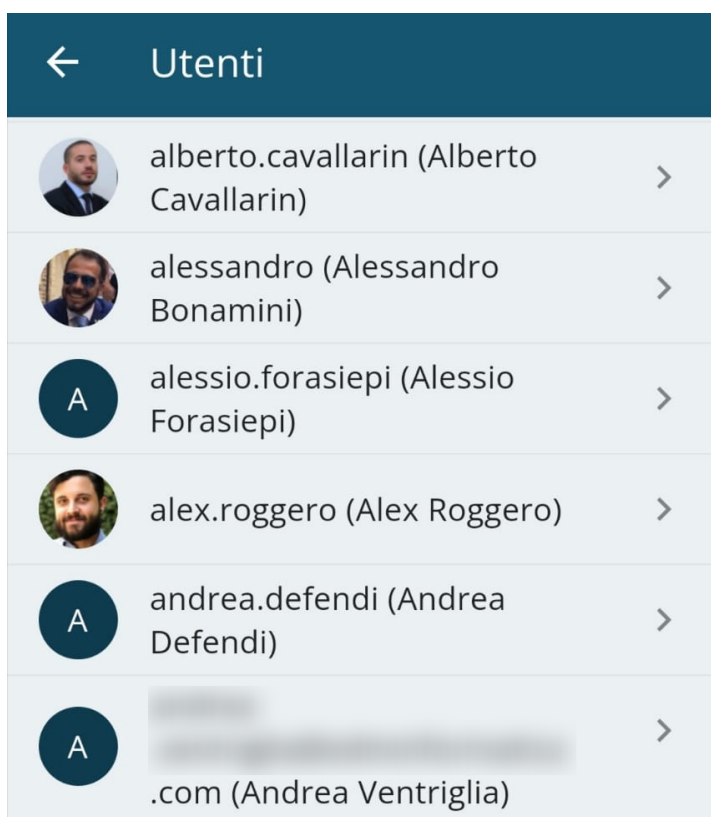 Utenti
alberto.cavallarin (Alberto
Cavallarin)
alessandro (Alessandro
Bonamini)
A
alessio.forasiepi (Alessio
Forasiepi)
alex.roggero (Alex Roggero)
A
andrea.defendi (Andrea
Defendi)
A
.com (Andrea Ventriglia)